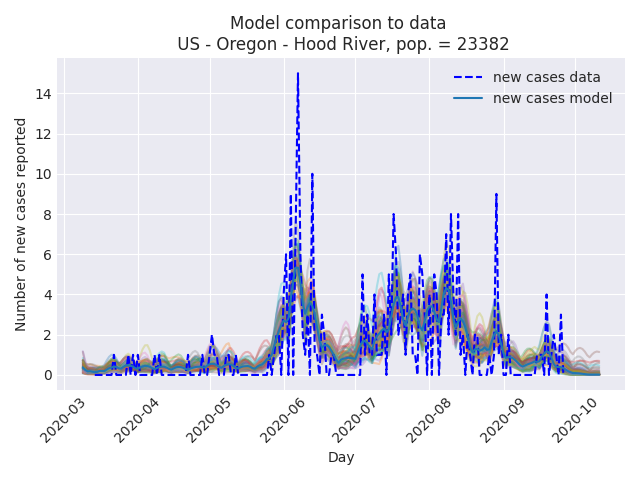 Model comparison to data
US - Oregon - Hood River, pop. = 23382
new cases data
new cases model
Number of new cases reported
14
12
10
8
6
4
2
0
2020-03
2020-04
2020-05
2020-06
2020-07
2020-08
2020-09
2020-10
Day